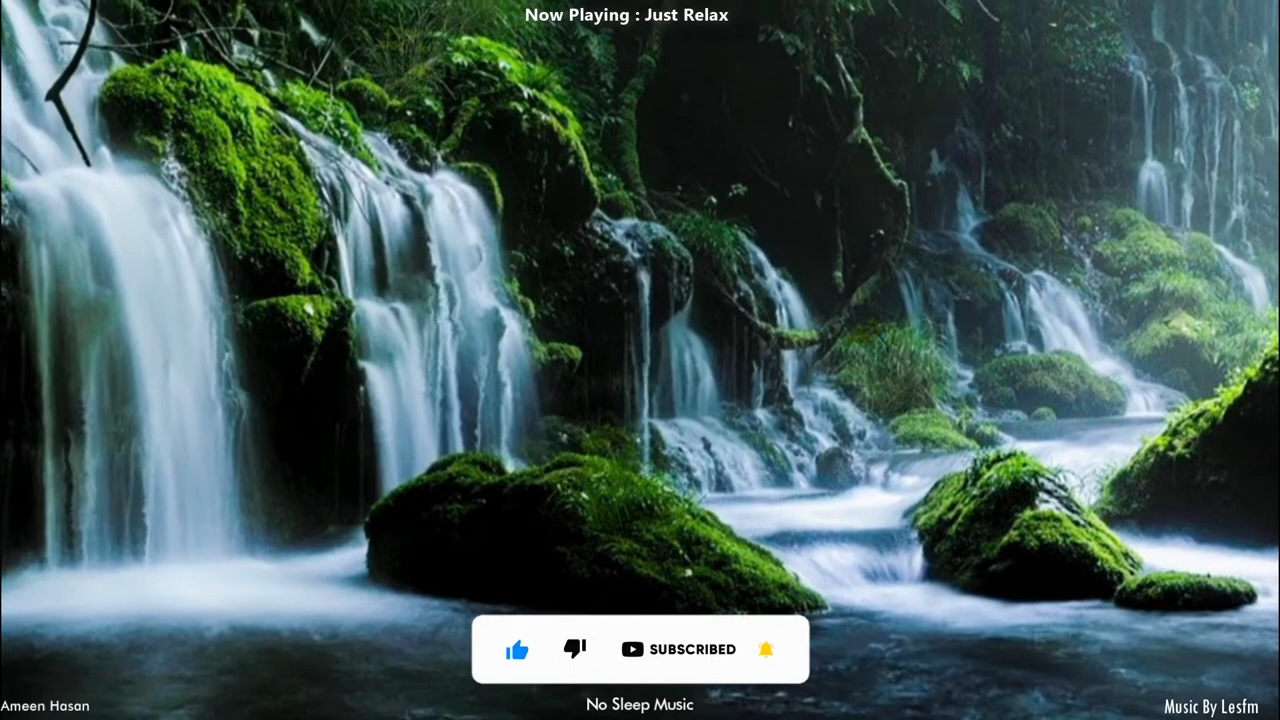 Now Playing : Just Relax
SUBSCRIBED
Ameen Hasan
No Sleep Music
Music By Lesfm